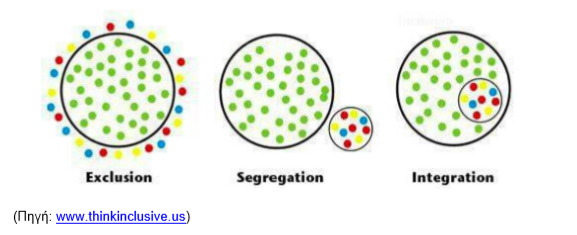 Exclusion Segregation Integration
(Πηγή: www.thinkinclusive.us)